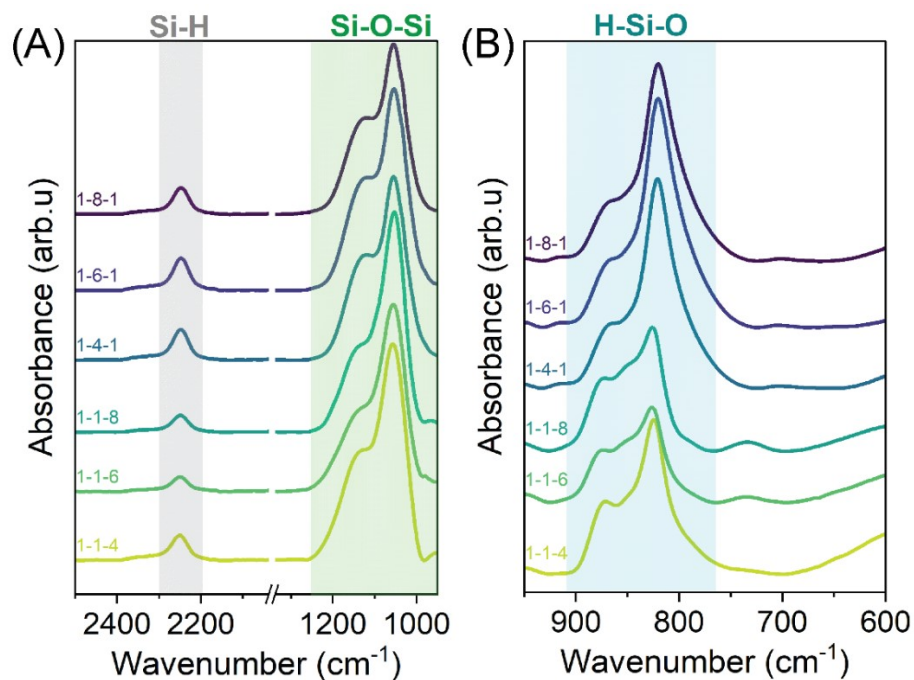 (A) Si-H Si-O-Si
Absorbance (arb.u)
1-8-1
1-6-1
1-4-1
1-1-8
1-1-6
1-1-4
2400 2200 1200 1000
Wavenumber (cm⁻¹)
(B) H-Si-O
Absorbance (arb.u)
1-8-1
1-6-1
1-4-1
1-1-8
1-1-6
1-1-4
900 800 700 600
Wavenumber (cm⁻¹)